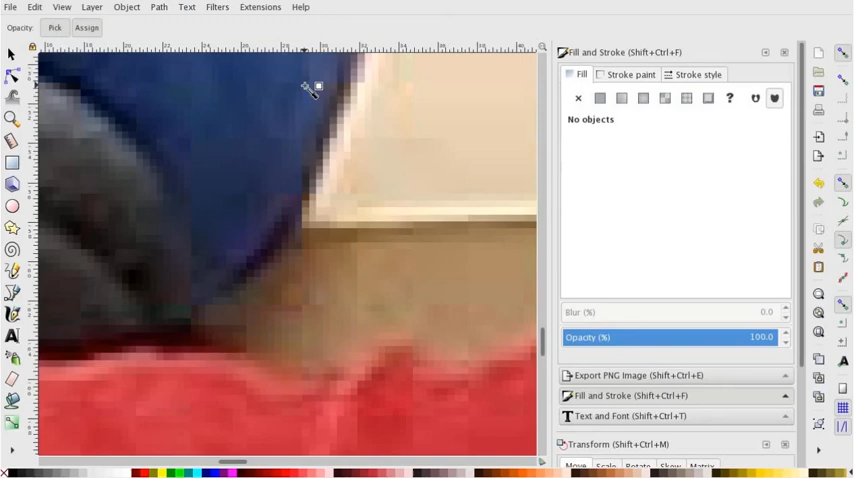 File Edit View Layer Object Path Text Filters Extensions Help
Opacity: Pick Assign
Fill and Stroke (Shift+Ctrl+F)
Fill Stroke paint Stroke style
No objects
Blur (%) 0.0
Opacity (%) 100.0
Export PNG Image (Shift+Ctrl+E)
Fill and Stroke (Shift+Ctrl+F)
Text and Font (Shift+Ctrl+T)
Transform (Shift+Ctrl+M)
Move Scale Rotate Skew Matrix